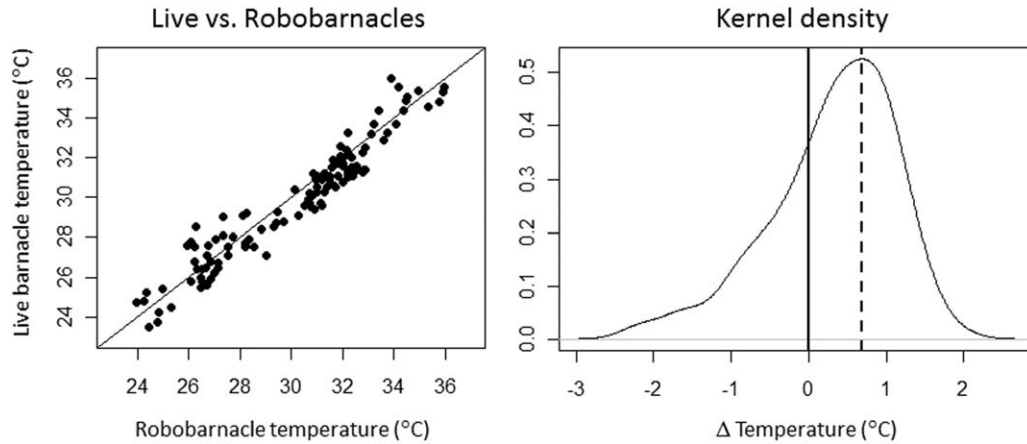 Live vs. Robobarnacles
Live barnacle temperature (°C)
36
34
32
30
28
26
24
24 26 28 30 32 34 36
Robobarnacle temperature (°C)
Kernel density
0.5
0.4
0.3
0.2
0.1
0.0
-3 -2 -1 0 1 2
Δ Temperature (°C)